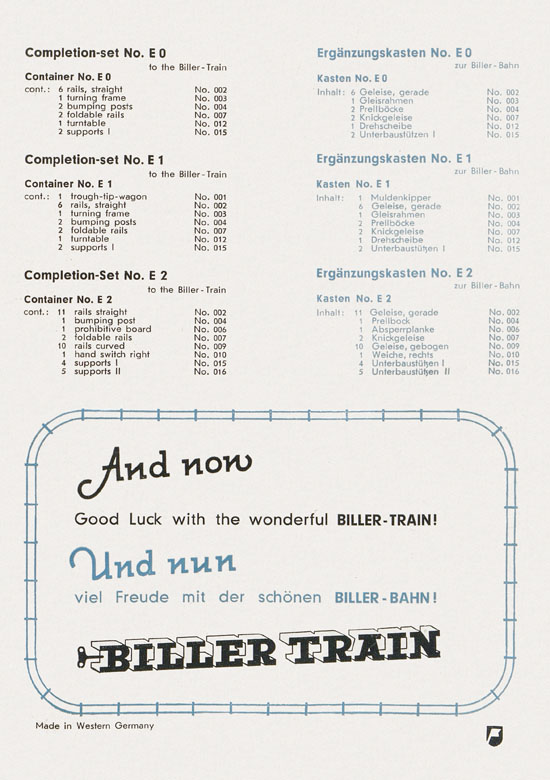 Completion-set No. E 0
to the Biller-Train
Container No. E 0
cont.: 6 rails, straight No. 002
1 turning frame No. 003
2 bumping posts No. 004
2 foldable rails No. 007
1 turntable No. 012
2 supports I No. 015
Completion-set No. E 1
to the Biller-Train
Container No. E 1
cont.: 1 trough-tip-wagon No. 001
6 rails, straight No. 002
1 turning frame No. 003
2 bumping posts No. 004
2 foldable rails No. 007
1 turntable No. 012
2 supports I No. 015
Completion-Set No. E 2
to the Biller-Train
Container No. E 2
cont.: 11 rails straight No. 002
1 bumping post No. 004
1 prohibitive board No. 006
2 foldable rails No. 007
10 rails curved No. 009
1 hand switch right No. 010
4 supports I No. 015
5 supports II No. 016
Ergänzungskasten No. E 0
zur Biller-Bahn
Kasten No. E 0
Inhalt: 6 Geleise, gerade No. 002
1 Gleisrahmen No. 003
2 Prellböcke No. 004
2 Knickgeleise No. 007
1 Drehscheibe No. 012
2 Unterbaustützen I No. 015
Ergänzungskasten No. E 1
zur Biller-Bahn
Kasten No. E 1
Inhalt: 1 Muldenkipper No. 001
6 Geleise, gerade No. 002
1 Gleisrahmen No. 003
2 Prellböcke No. 004
2 Knickgeleise No. 007
1 Drehscheibe No. 012
2 Unterbaustützen I No. 015
Ergänzungskasten No. E 2
zur Biller-Bahn
Kasten No. E 2
Inhalt: 11 Geleise, gerade No. 002
1 Prellbock No. 004
1 Absperrplanke No. 006
2 Knickgeleise No. 007
10 Geleise, gebogen No. 009
1 Weiche, rechts No. 010
4 Unterbaustützen I No. 015
5 Unterbaustützen II No. 016
And now
Good Luck with the wonderful BILLER-TRAIN!
Und nun
viel Freude mit der schönen BILLER-BAHN!
BILLER TRAIN
Made in Western Germany